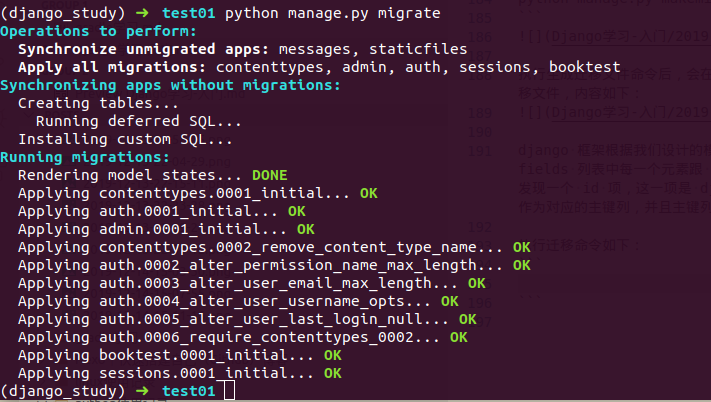 (django_study) ➜ test01 python manage.py migrate
Operations to perform:
Synchronize unmigrated apps: messages, staticfiles
Apply all migrations: contenttypes, admin, auth, sessions, booktest
Synchronizing apps without migrations:
Creating tables...
Running deferred SQL...
Installing custom SQL...
Running migrations:
Rendering model states... DONE
Applying contenttypes.0001_initial... OK
Applying auth.0001_initial... OK
Applying admin.0001_initial... OK
Applying contenttypes.0002_remove_content_type_name... OK
Applying auth.0002_alter_permission_name_max_length... OK
Applying auth.0003_alter_user_email_max_length... OK
Applying auth.0004_alter_user_username_opts... OK
Applying auth.0005_alter_user_last_login_null... OK
Applying auth.0006_require_contenttypes_0002... OK
Applying booktest.0001_initial... OK
Applying sessions.0001_initial... OK
(django_study) ➜ test01